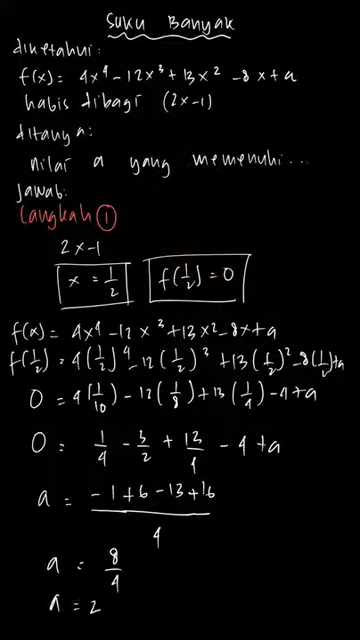 Suku Banyak
diketahui:
f(x) = 4x⁴ - 12x³ + 13x² - 8x + a
habis dibagi (2x - 1)
ditanya:
nilai a yang memenuhi...
Jawab:
Langkah ①
2x - 1
x = 1/2 f(1/2) = 0
f(x) = 4x⁴ - 12x³ + 13x² - 8x + a
f(1/2) = 4(1/2)⁴ - 12(1/2)³ + 13(1/2)² - 8(1/2) + a
0 = 4(1/10) - 12(1/8) + 13(1/4) - 4 + a
0 = 1/4 - 3/2 + 13/4 - 4 + a
a = (-1 + 6 - 13 + 16)/4
a = 8/4
a = 2